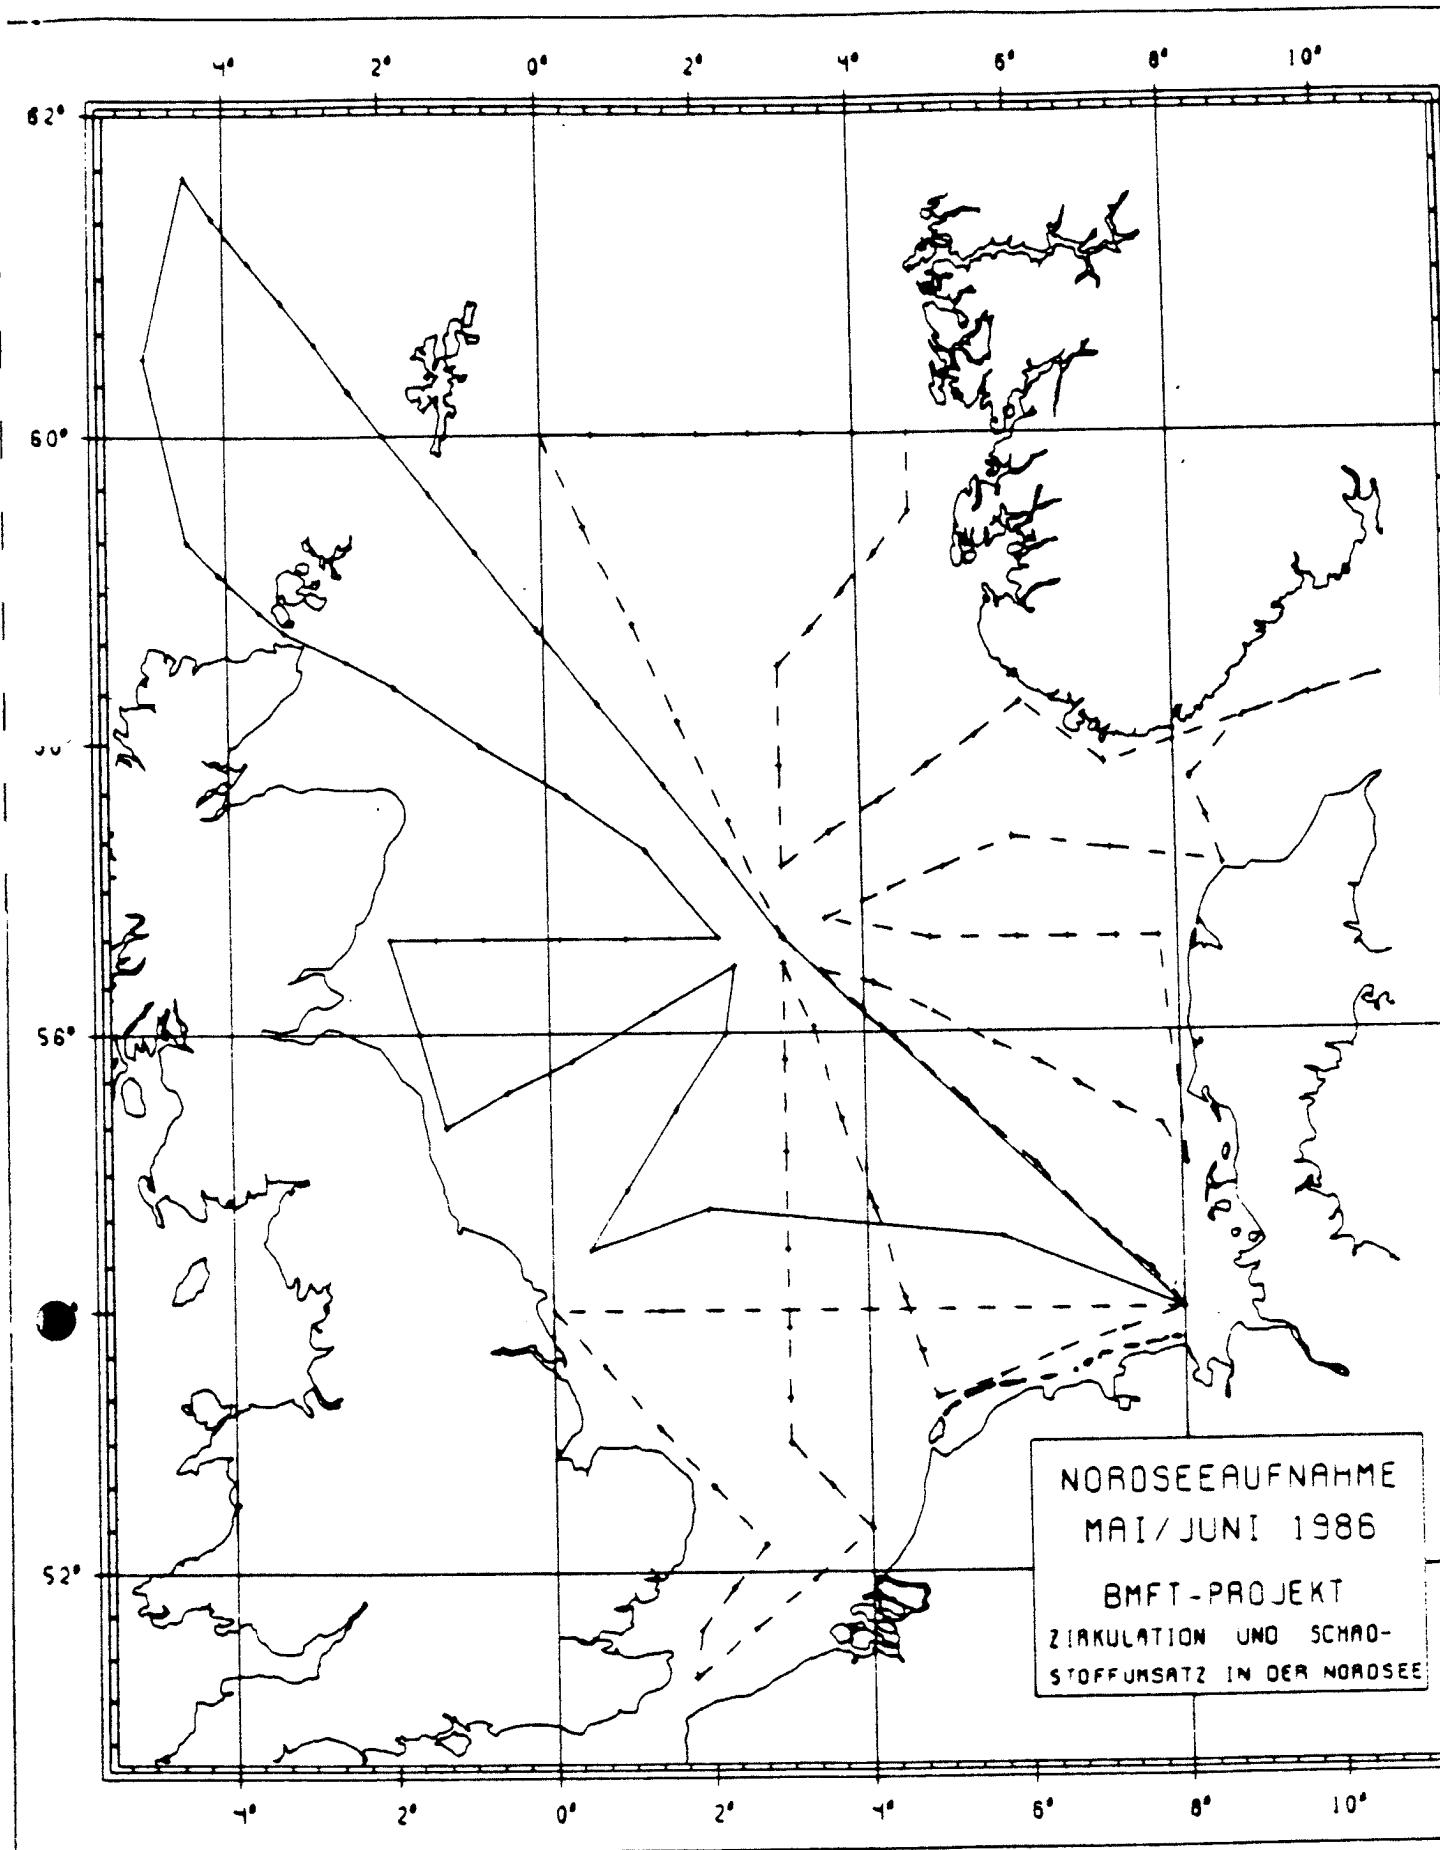 4° 2° 0° 2° 4° 6° 8° 10°
62°
60°
56°
52°
NORDSEEAUFNAHME
MAI/JUNI 1986
BMFT-PROJEKT
ZIRKULATION UND SCHAD-
STOFFUMSATZ IN DER NORDSEE
4° 2° 0° 2° 4° 6° 8° 10°